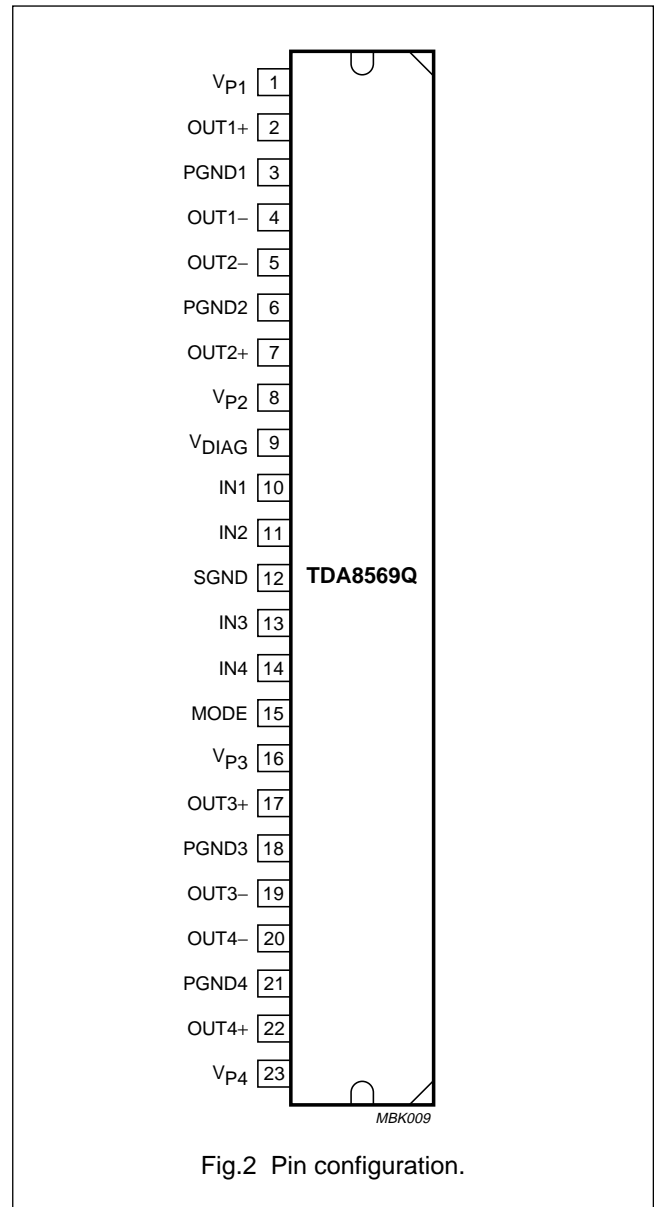 VP1 1
OUT1+ 2
PGND1 3
OUT1− 4
OUT2− 5
PGND2 6
OUT2+ 7
VP2 8
VDIAG 9
IN1 10
IN2 11
SGND 12 TDA8569Q
IN3 13
IN4 14
MODE 15
VP3 16
OUT3+ 17
PGND3 18
OUT3− 19
OUT4− 20
PGND4 21
OUT4+ 22
VP4 23
MBK009
Fig.2 Pin configuration.